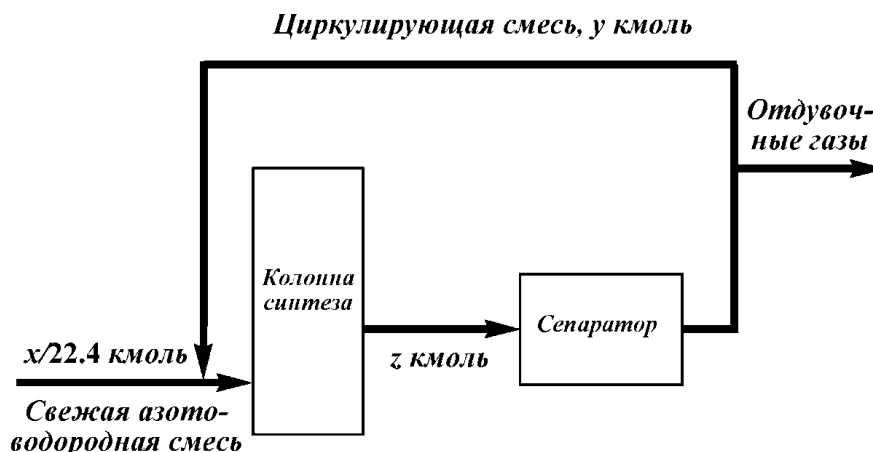 Циркулирующая смесь, y кмоль
Отдувоч-
ные газы
Колонна
синтеза
Сепаратор
x/22.4 кмоль
z кмоль
Свежая азото-
водородная смесь